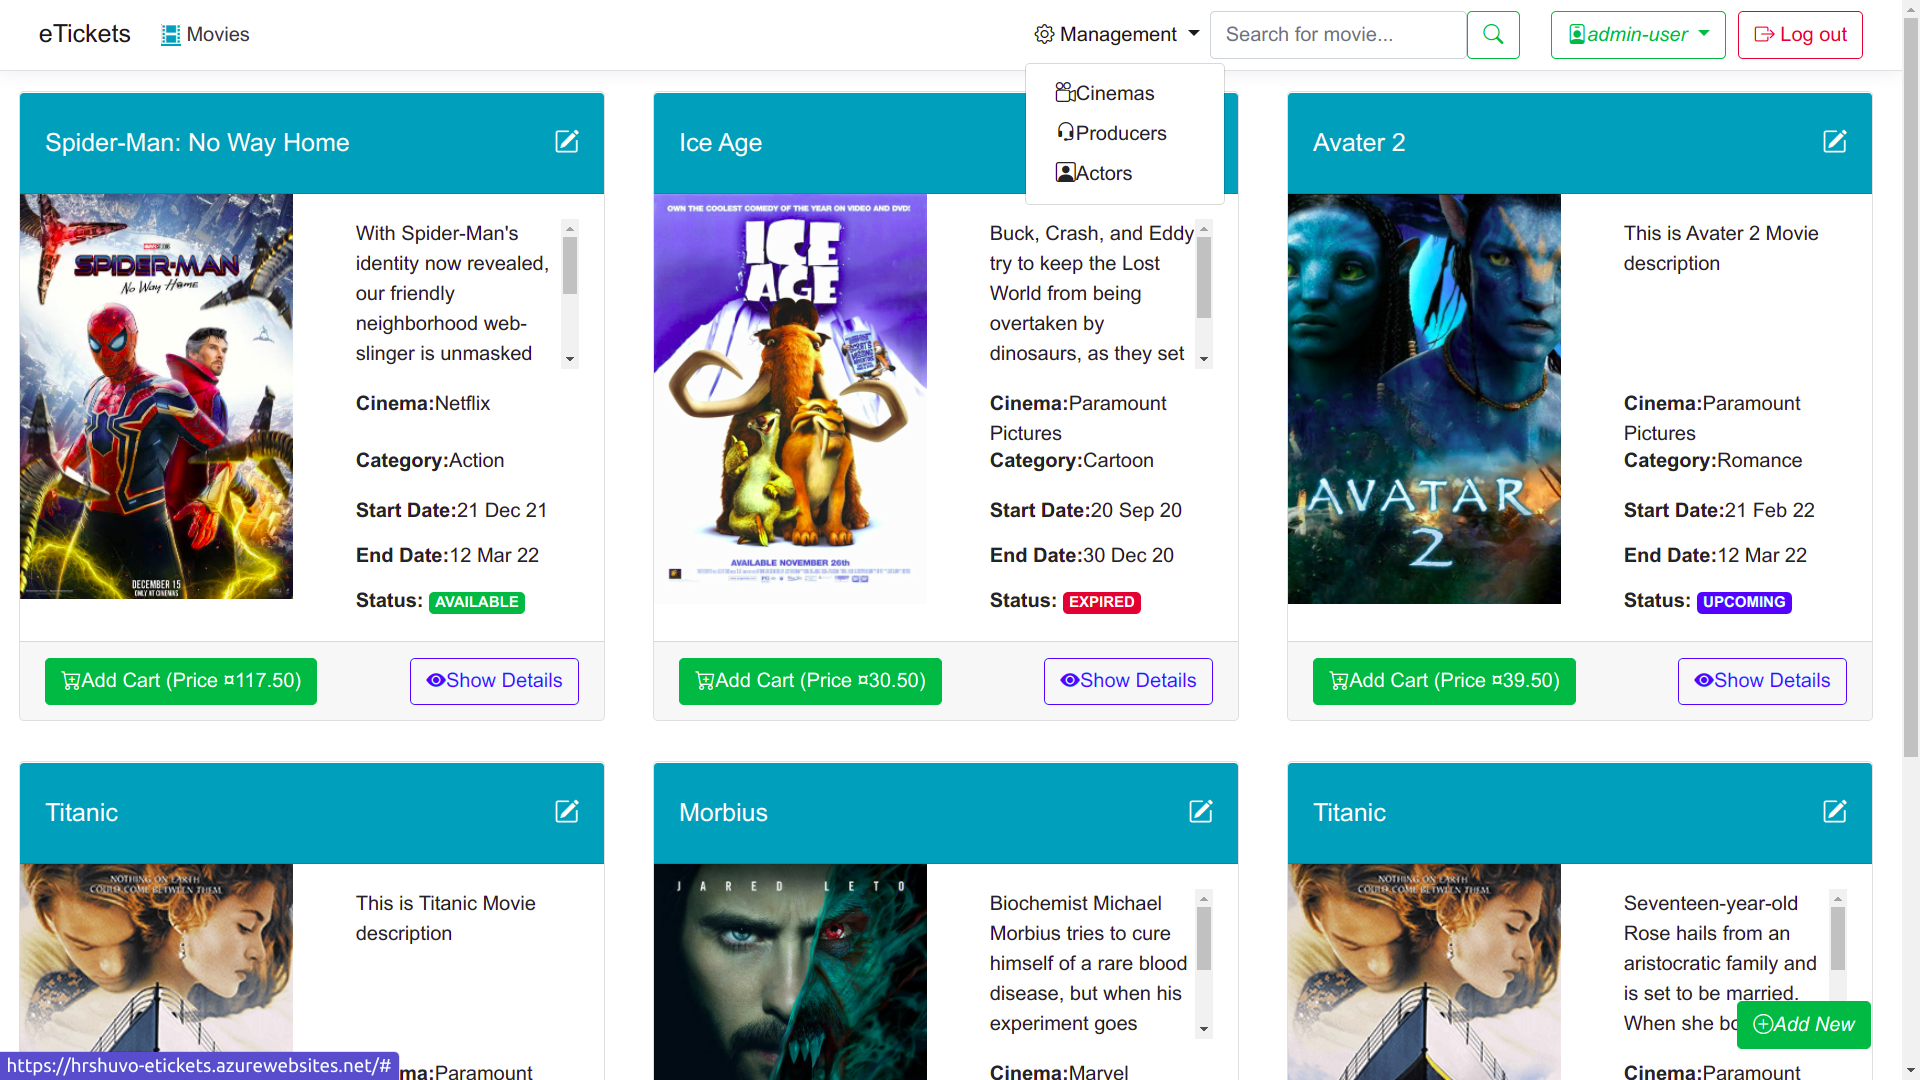 eTickets
Movies
Management
Search for movie...
admin-user
Log out
Cinemas
Producers
Actors
Spider-Man: No Way Home
SPIDER-MAN
No Way Home
DECEMBER 15
ONLY AT CINEMAS
With Spider-Man's
identity now revealed,
our friendly
neighborhood web-
slinger is unmasked
Cinema:Netflix
Category:Action
Start Date:21 Dec 21
End Date:12 Mar 22
Status: AVAILABLE
Add Cart (Price ¤117.50)
Show Details
Ice Age
OWN THE COOLEST COMEDY OF THE YEAR ON VIDEO AND DVD!
ICE
AGE
AVAILABLE NOVEMBER 26th
Buck, Crash, and Eddy
try to keep the Lost
World from being
overtaken by
dinosaurs, as they set
Cinema:Paramount
Pictures
Category:Cartoon
Start Date:20 Sep 20
End Date:30 Dec 20
Status: EXPIRED
Add Cart (Price ¤30.50)
Show Details
Avater 2
AVATAR
2
This is Avater 2 Movie
description
Cinema:Paramount
Pictures
Category:Romance
Start Date:21 Feb 22
End Date:12 Mar 22
Status: UPCOMING
Add Cart (Price ¤39.50)
Show Details
Titanic
NOTHING ON EARTH
COULD COME BETWEEN THEM.
This is Titanic Movie
description
ma:Paramount
Morbius
JARED LETO
Biochemist Michael
Morbius tries to cure
himself of a rare blood
disease, but when his
experiment goes
Cinema:Marvel
Titanic
NOTHING ON EARTH
COULD COME BETWEEN THEM.
Seventeen-year-old
Rose hails from an
aristocratic family and
is set to be married.
When she bo
Cinema:Paramount
Add New
https://hrshuvo-etickets.azurewebsites.net/#